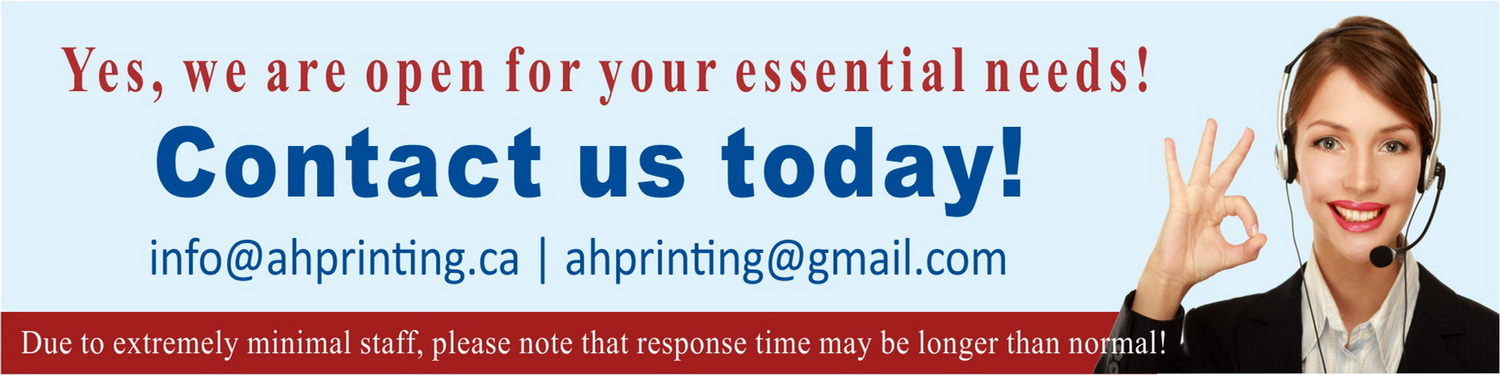 Yes, we are open for your essential needs!
Contact us today!
info@ahprinting.ca | ahprinting@gmail.com
Due to extremely minimal staff, please note that response time may be longer than normal!